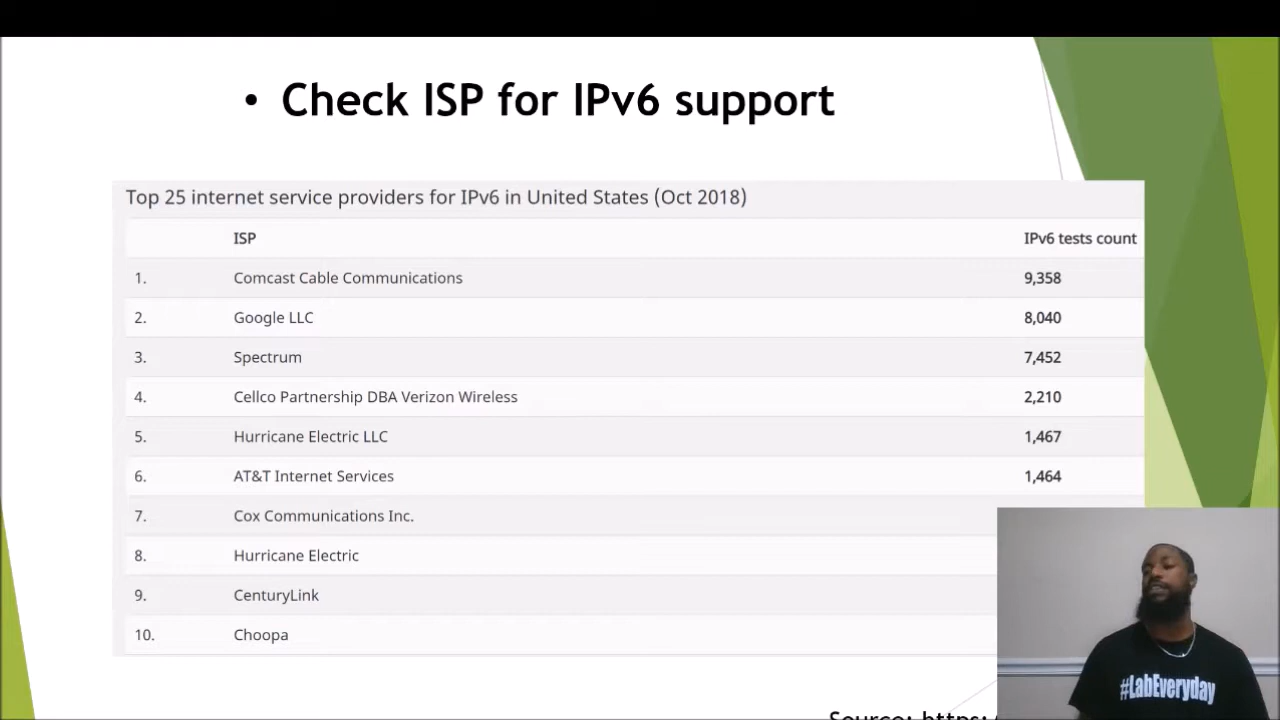 • Check ISP for IPv6 support
Top 25 internet service providers for IPv6 in United States (Oct 2018)
ISP IPv6 tests count
1. Comcast Cable Communications 9,358
2. Google LLC 8,040
3. Spectrum 7,452
4. Cellco Partnership DBA Verizon Wireless 2,210
5. Hurricane Electric LLC 1,467
6. AT&T Internet Services 1,464
7. Cox Communications Inc.
8. Hurricane Electric
9. CenturyLink
10. Choopa
#LabEveryday
Source: https: